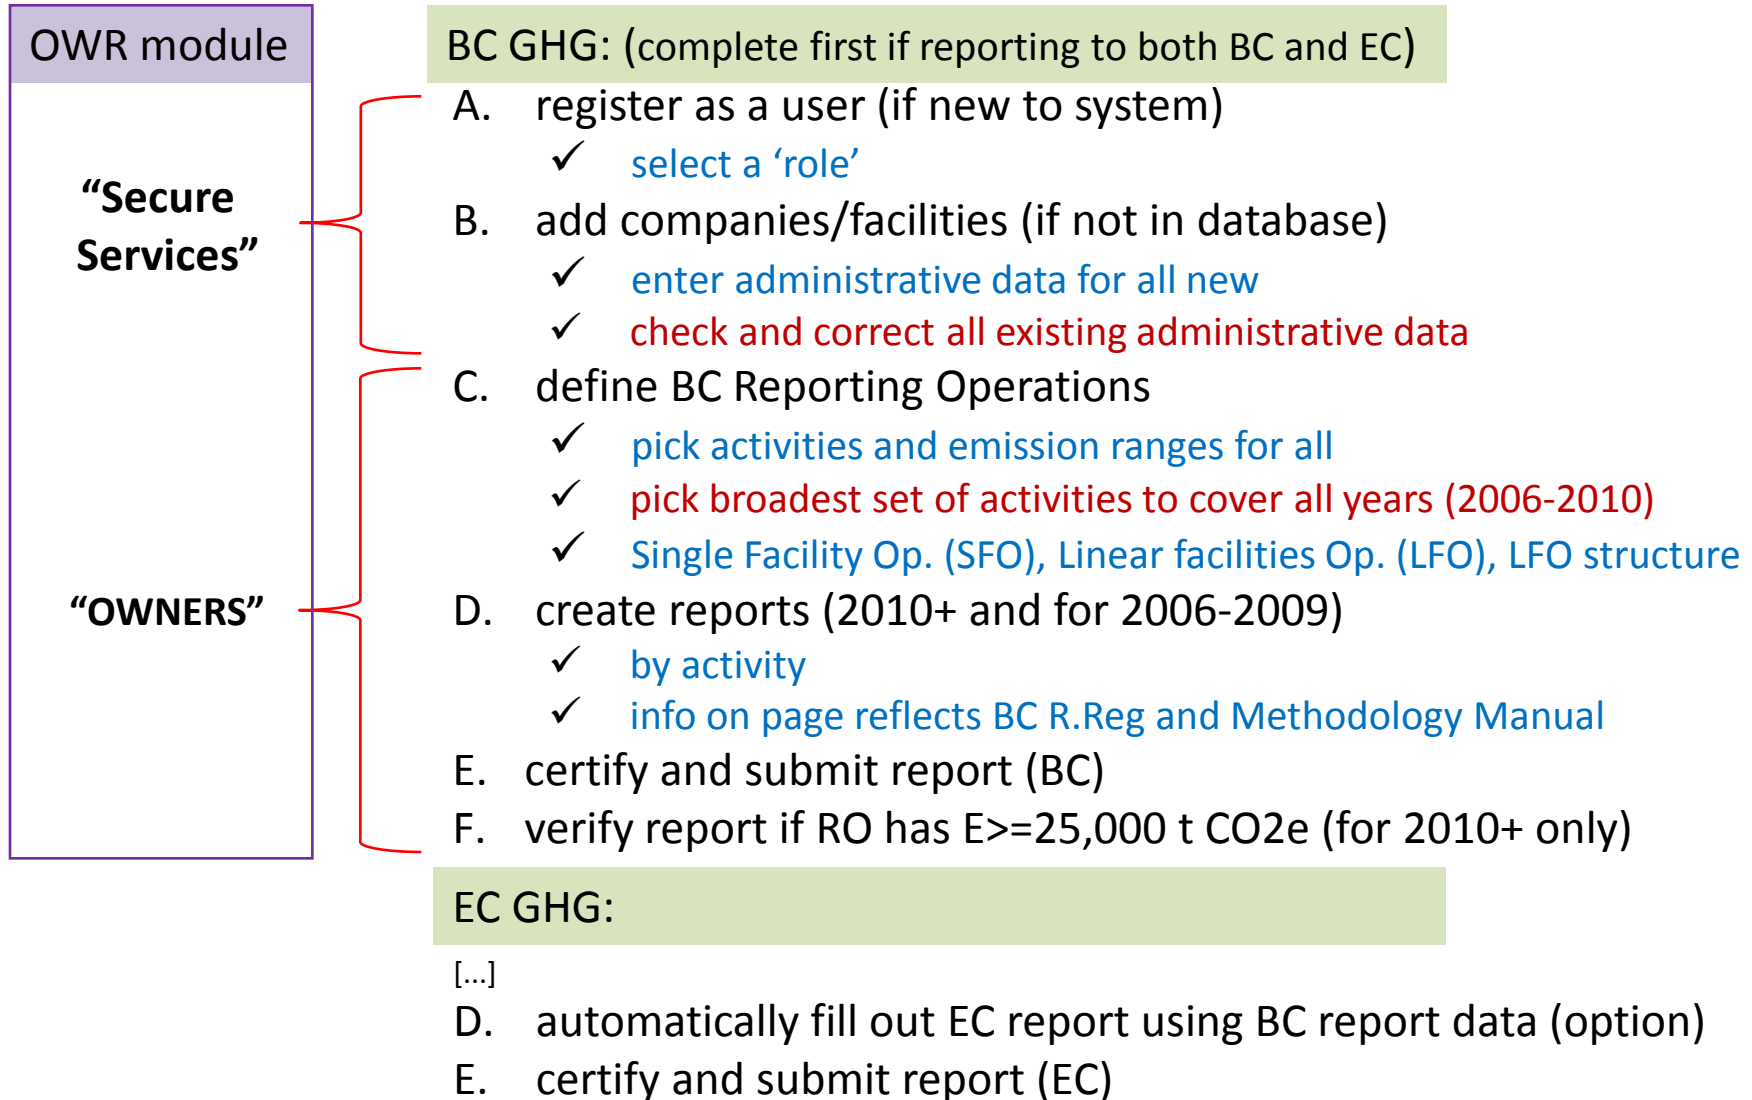 OWR module
“Secure
Services”
“OWNERS”
BC GHG: (complete first if reporting to both BC and EC)
A. register as a user (if new to system)
✓ select a ‘role’
B. add companies/facilities (if not in database)
✓ enter administrative data for all new
✓ check and correct all existing administrative data
C. define BC Reporting Operations
✓ pick activities and emission ranges for all
✓ pick broadest set of activities to cover all years (2006-2010)
✓ Single Facility Op. (SFO), Linear facilities Op. (LFO), LFO structure
D. create reports (2010+ and for 2006-2009)
✓ by activity
✓ info on page reflects BC R.Reg and Methodology Manual
E. certify and submit report (BC)
F. verify report if RO has E>=25,000 t CO2e (for 2010+ only)
EC GHG:
[...]
D. automatically fill out EC report using BC report data (option)
E. certify and submit report (EC)